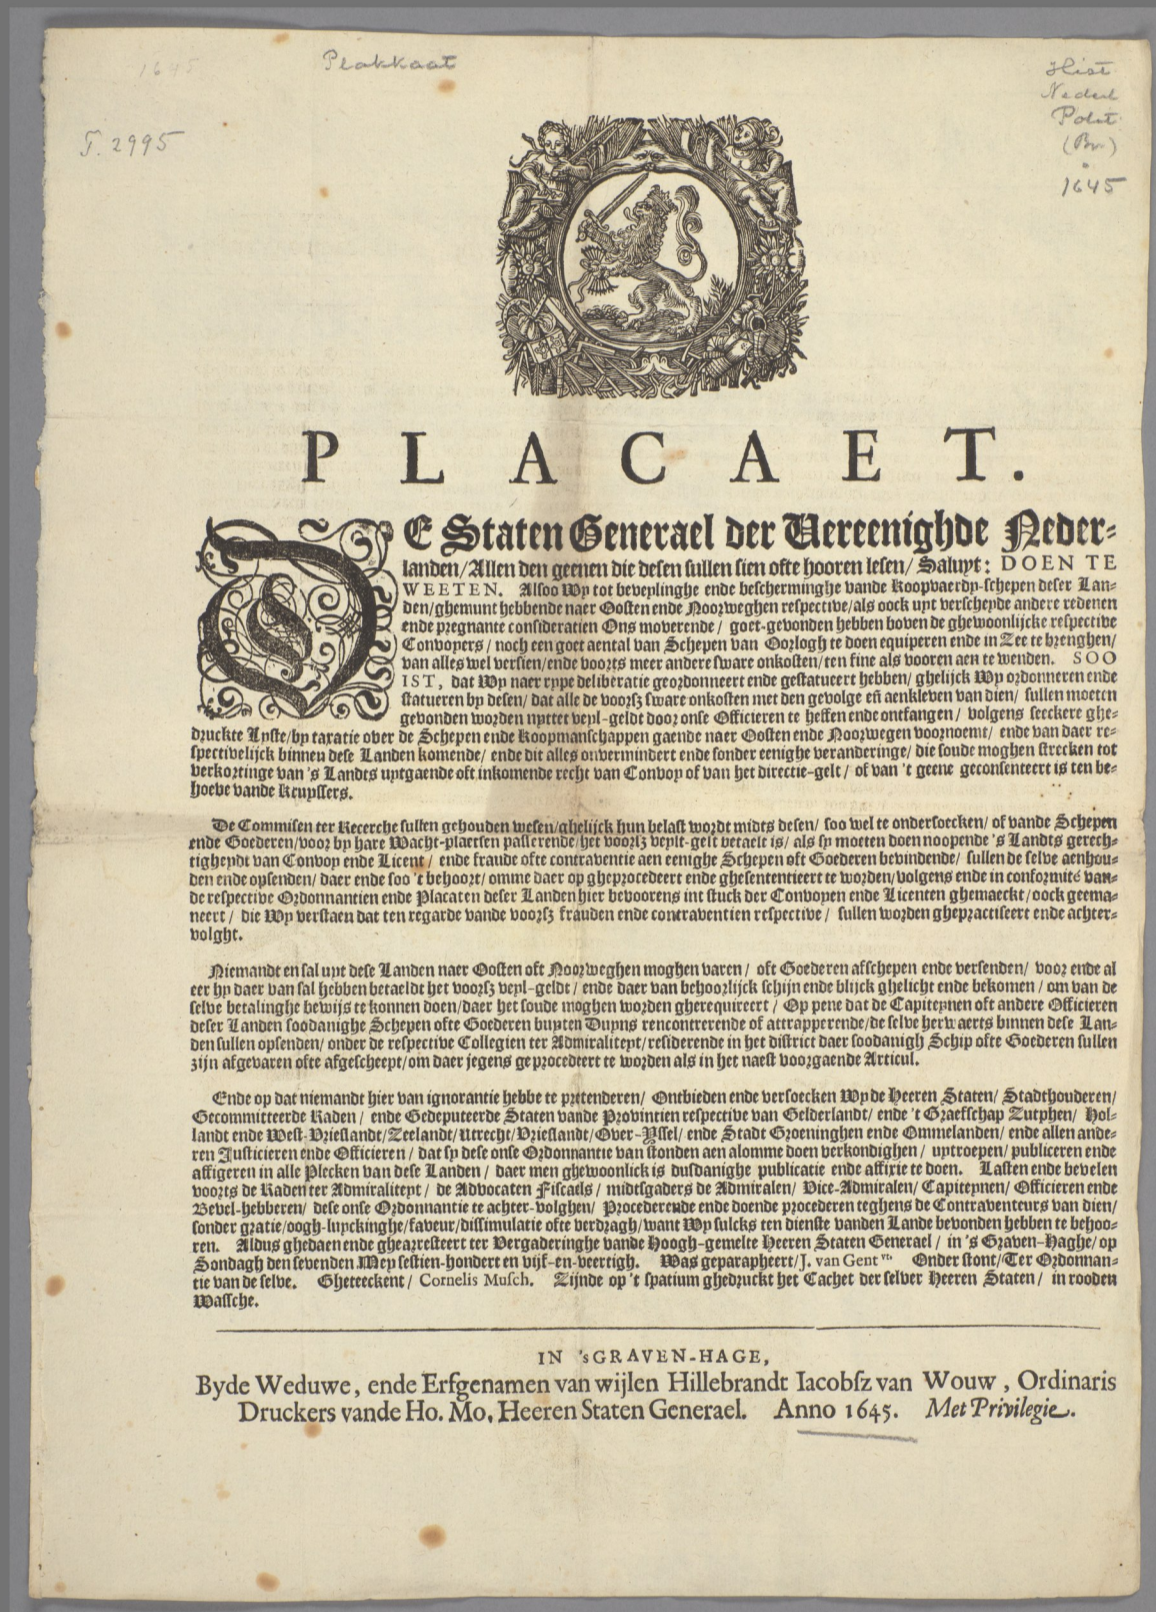 1645
Plakkaat
Hist
Nederl
Polit
(Br.)
1645
T. 2995
PLACAET.
DE Staten Generael der Vereenighde Neder-
landen/Allen den geenen die desen sullen sien ofte hooren lesen/ Saluyt: DOEN TE
WEETEN. Alsoo Wy tot beveylinghe ende bescherminghe vande Koopvaerdy-schepen deser Lan-
den/ghemunt hebbende naer Oosten ende Noorweghen respective/als oock uyt verscheyde andere redenen
ende pregnante consideratien Ons moverende/ goet-gevonden hebben boven de ghewoonlijcke respective
Convoyers/ noch een goet aental van Schepen van Oorlogh te doen equiperen ende in Zee te brenghen/
van alles wel versien/ende voorts meer andere sware onkosten/ten fine als vooren aen te wenden. SOO
IST, dat Wy naer rype deliberatie geordonneert ende gestatueert hebben/ ghelijck Wy ordonneren ende
statueren by desen/ dat alle de voorsz sware onkosten met den gevolge eñ aenkleven van dien/ sullen moeten
gevonden worden uyttet veyl-geldt door onse Officieren te heffen ende ontfangen/ volgens seeckere ghe-
druckte Lyste/by taxatie over de Schepen ende Koopmanschappen gaende naer Oosten ende Noorwegen voornoemt/ ende van daer re-
spectivelijck binnen dese Landen komende/ ende dit alles onvermindert ende sonder eenighe veranderinge/ die soude moghen strecken tot
verkortinge van 's Landts uytgaende oft inkomende recht van Convoy of van het directie-gelt/ of van 't geene geconsenteert is ten be-
hoeve vande Kruyssers.
De Commisen ter Recerche sullen gehouden wesen/ghelijck hun belast wordt midts desen/ soo wel te ondersoecken/ of vande Schepen
ende Goederen/voor by hare Wacht-plaetsen passerende/het voorsz veyle-gelt betaelt is/ als sy moeten doen noopende 's Landts gerech-
tigheydt van Convoy ende Licent/ ende fraude ofte contraventie aen eenighe Schepen oft Goederen bevindende/ sullen de selve aenhou-
den ende opsenden/ daer ende soo 't behoort/ omme daer op gheprocedeert ende ghesententieert te worden/volgens ende in conformité van-
de respective Ordonnantien ende Placaten deser Landen hier bevoorens int stuck der Convoyen ende Licenten ghemaeckt/oock geema-
neert/ die Wy verstaen dat ten regarde vande voorsz frauden ende contraventien respective/ sullen worden ghepractiseert ende achter-
volght.
Niemandt en sal uyt dese Landen naer Oosten oft Noorweghen moghen varen/ oft Goederen afschepen ende versenden/ voor ende al
eer hy daer van sal hebben betaeldt het voorsz veyl-geldt/ ende daer van behoorlijck schijn ende blijck ghelicht ende bekomen/ om van de
selve betalinghe bewijs te konnen doen/daer het soude moghen worden gherequireert/ Op pene dat de Capiteynen oft andere Officieren
deser Landen soodanighe Schepen ofte Goederen buyten Duyns rencontrerende of attrapperende/de selve herwaerts binnen dese Lan-
den sullen opsenden/ onder de respective Collegien ter Admiraliteyt/residerende in het district daer soodanigh Schip ofte Goederen sullen
zijn afgevaren ofte afgescheept/om daer jegens geprocedeert te worden als in het naest voorgaende Articul.
Ende op dat niemandt hier van ignorantie hebbe te pretenderen/ Ontbieden ende versoecken Wy de Heeren Staten/ Stadthouderen/
Gecommitteerde Raden/ ende Gedeputeerde Staten vande Provintien respective van Gelderlandt/ ende 't Graefschap Zutphen/ Hol-
landt ende West-Vrieslandt/Zeelandt/Utrecht/Vrieslandt/Over-Yssel/ ende Stadt Groeninghen ende Ommelanden/ ende allen ande-
ren Justicieren ende Officieren/ dat sy dese onse Ordonnantie van stonden aen alomme doen verkondighen/ uytroepen/ publiceren ende
affigeren in alle Plecken van dese Landen/ daer men ghewoonlick is dusdanighe publicatie ende affixie te doen. Lasten ende bevelen
voorts de Raden ter Admiraliteyt/ de Advocaten Fiscaels/ midtsgaders de Admiralen/ Vice-Admiralen/ Capiteynen/ Officieren ende
Bevel-hebberen/ dese onse Ordonnantie te achter-volghen/ Procederende ende doende procederen teghens de Contraventeurs van dien/
sonder gratie/oogh-luyckinghe/faveur/dissimulatie ofte verdragh/want Wy sulcks ten dienste vanden Lande bevonden hebben te behoo-
ren. Aldus ghedaen ende ghearresteert ter Vergaderinghe vande Hoogh-gemelte Heeren Staten Generael/ in 's Graven-Haghe/ op
Sondagh den sevenden Mey sestien-hondert en vijf-en-veertigh. Was geparapheert/J. van Gent vt. Onder stont/Ter Ordonnan-
tie van de selve. Gheteeckent/ Cornelis Musch. Zijnde op 't spatium ghedruckt het Cachet der selver Heeren Staten/ in rooden
Wassche.
IN 'sGRAVEN-HAGE,
Byde Weduwe, ende Erfgenamen van wijlen Hillebrandt Iacobsz van Wouw, Ordinaris
Druckers vande Ho. Mo. Heeren Staten Generael. Anno 1645. Met Privilegie.